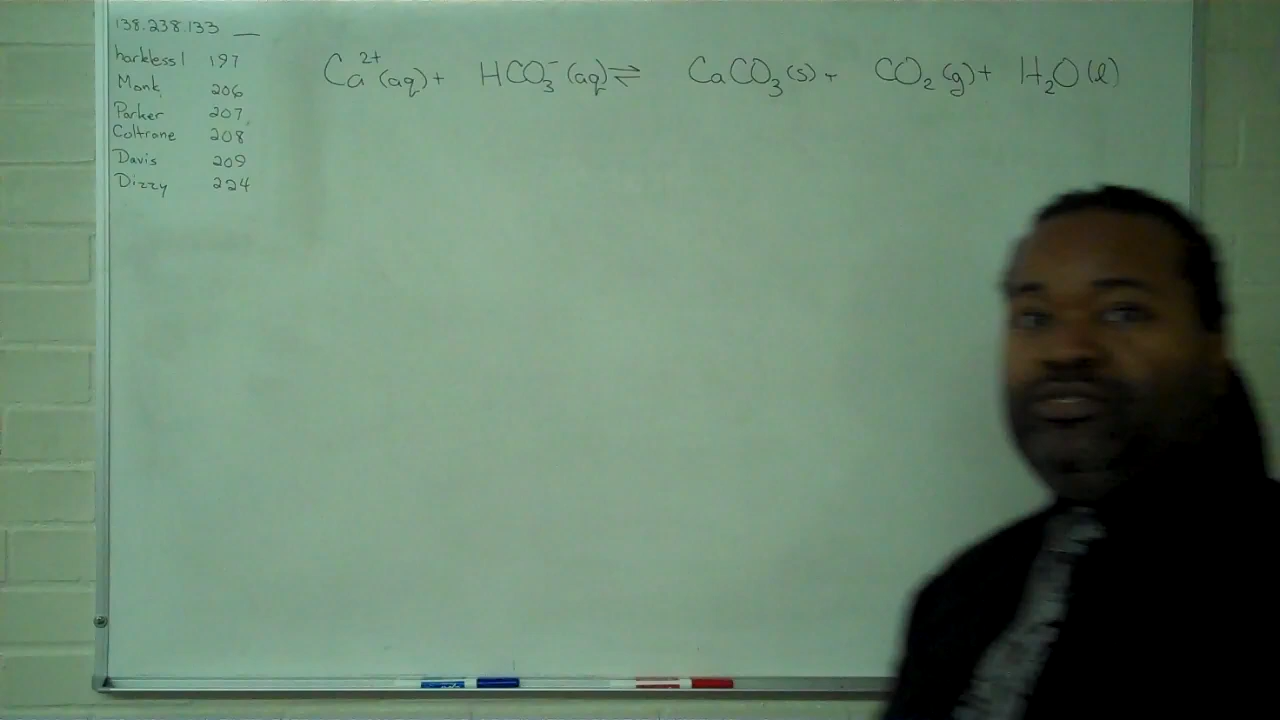 138.238.133 __
harkless1 197
Monk 206
Parker 207
Coltrane 208
Davis 209
Dizzy 224
Ca²⁺(aq) + HCO₃⁻(aq) ⇌ CaCO₃(s) + CO₂(g) + H₂O(l)